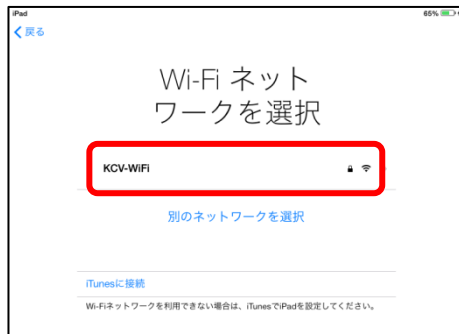 iPad
65%
戻る
Wi-Fi ネット
ワークを選択
KCV-WiFi
別のネットワークを選択
iTunesに接続
Wi-Fiネットワークを利用できない場合は、iTunesでiPadを設定してください。